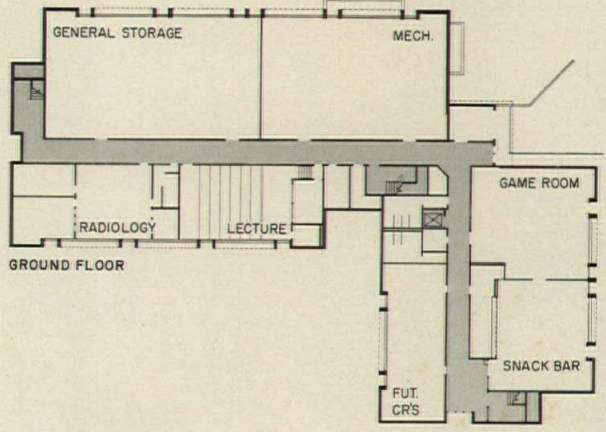 GENERAL STORAGE
MECH.
GAME ROOM
RADIOLOGY
LECTURE
GROUND FLOOR
SNACK BAR
FUT.
CR'S